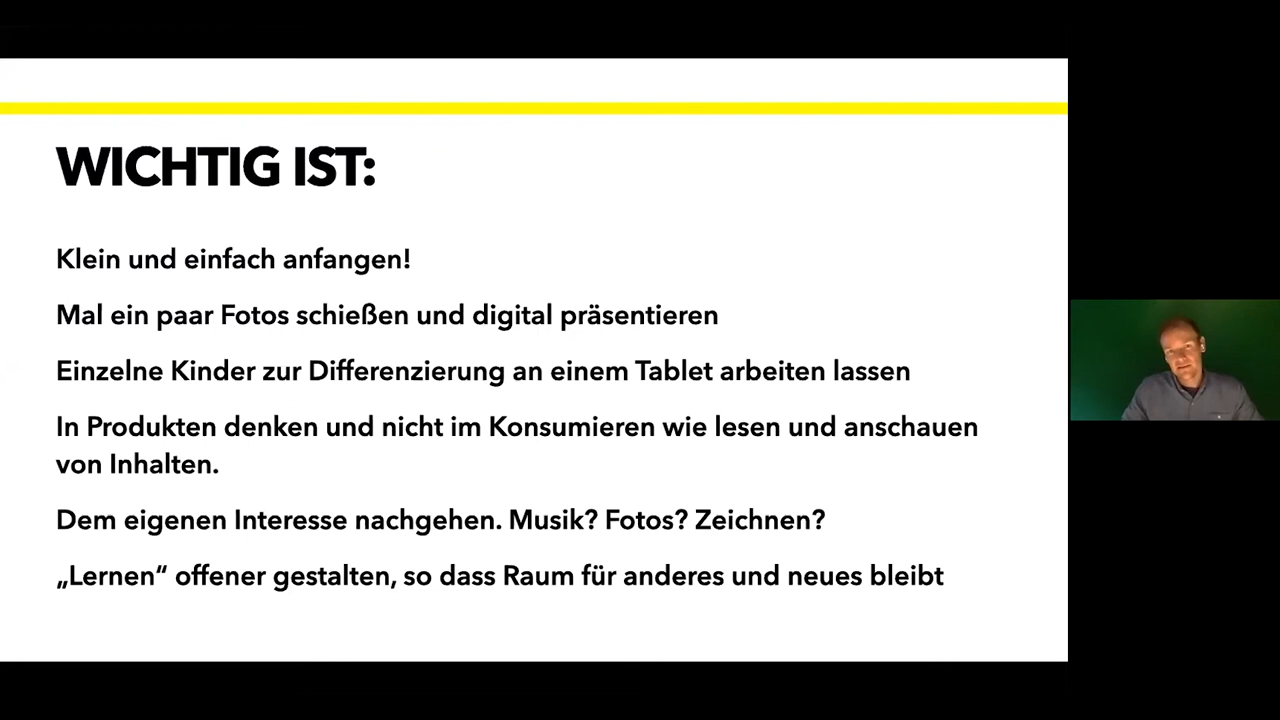 WICHTIG IST:
Klein und einfach anfangen!
Mal ein paar Fotos schießen und digital präsentieren
Einzelne Kinder zur Differenzierung an einem Tablet arbeiten lassen
In Produkten denken und nicht im Konsumieren wie lesen und anschauen
von Inhalten.
Dem eigenen Interesse nachgehen. Musik? Fotos? Zeichnen?
„Lernen“ offener gestalten, so dass Raum für anderes und neues bleibt